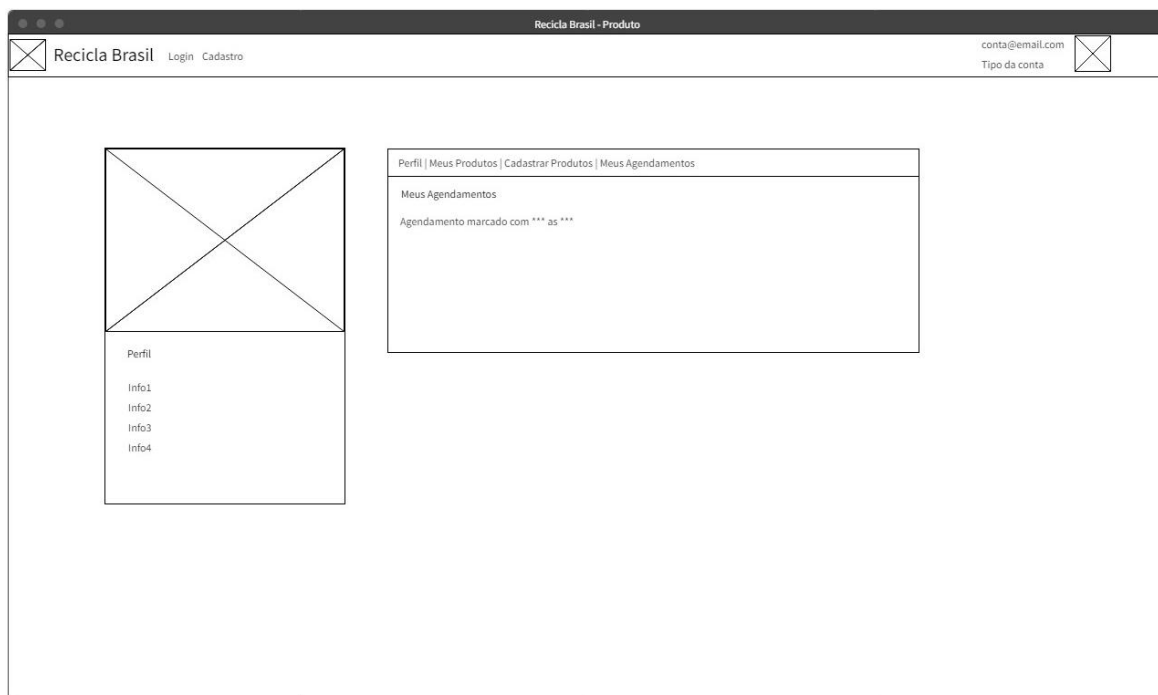 Recicla Brasil - Produto
Recicla Brasil Login Cadastro
conta@email.com
Tipo da conta
Perfil
Info1
Info2
Info3
Info4
Perfil | Meus Produtos | Cadastrar Produtos | Meus Agendamentos
Meus Agendamentos
Agendamento marcado com *** as ***